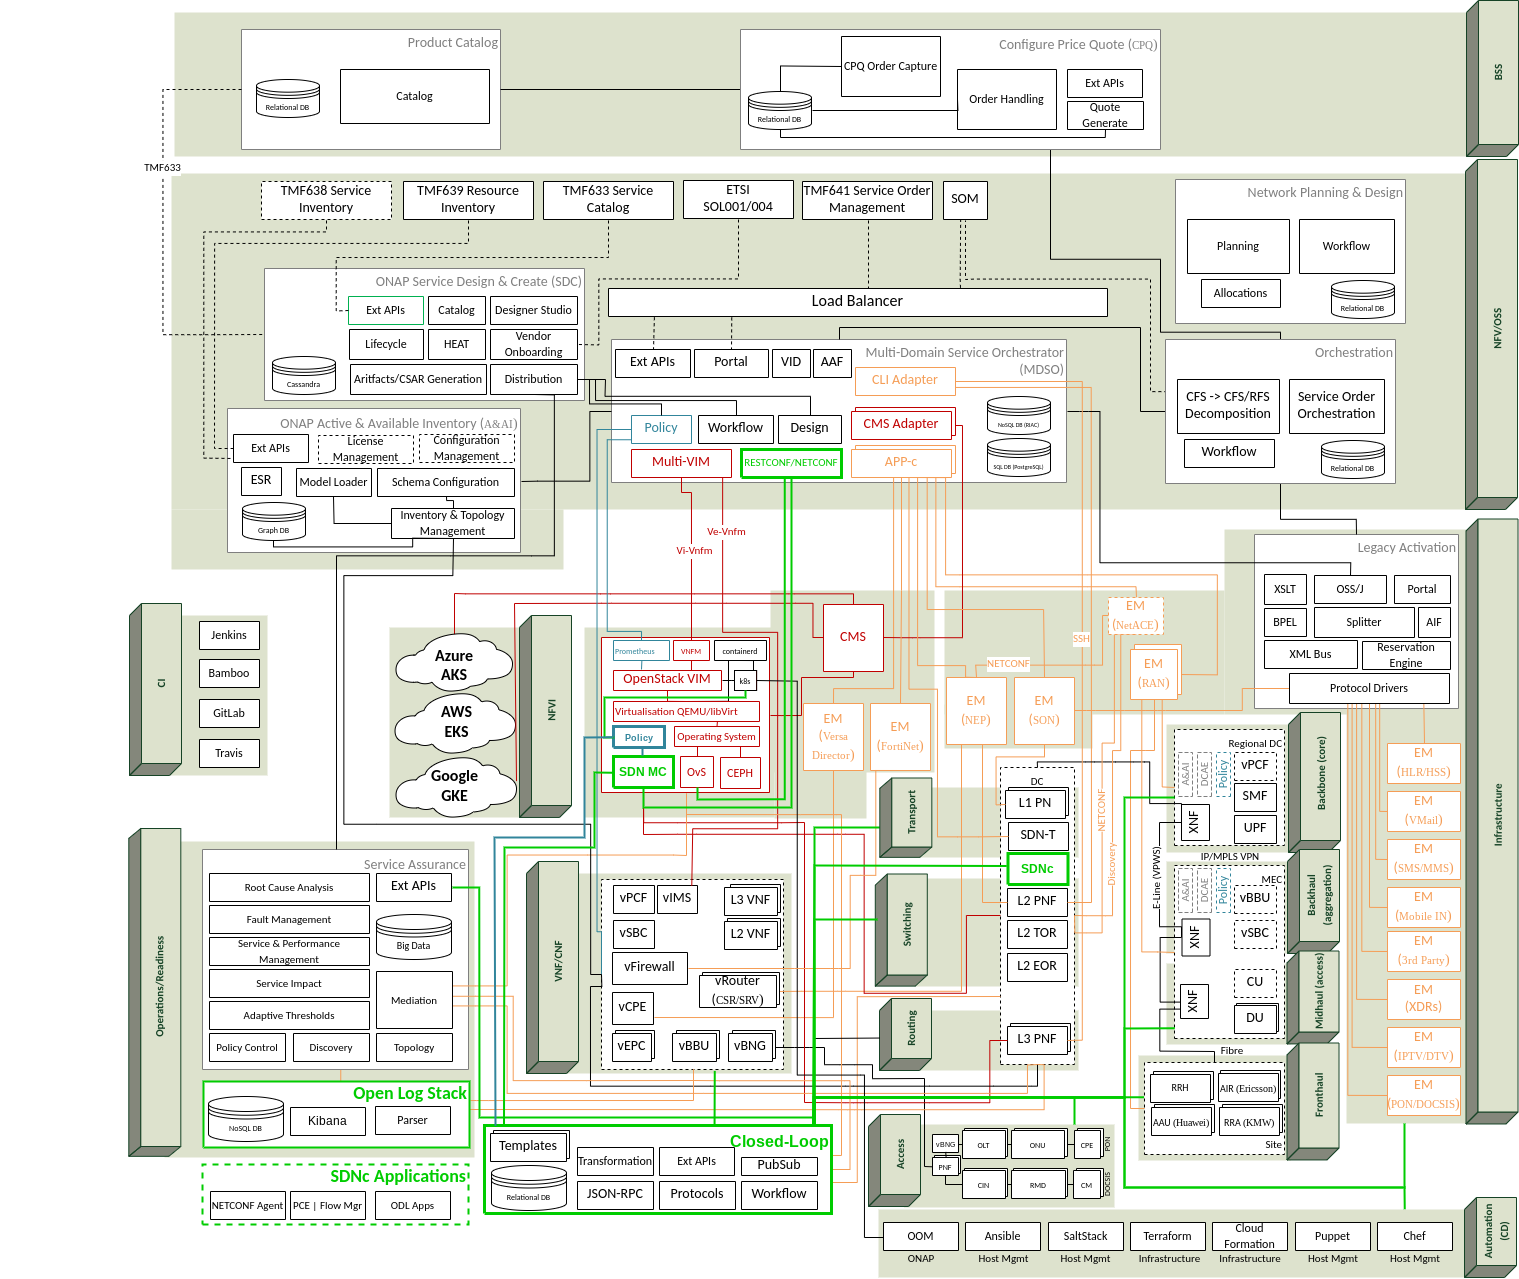 Product Catalog
Relational DB
Catalog
Configure Price Quote (CPQ)
CPQ Order Capture
Relational DB
Order Handling
Ext APIs
Quote
Generate
BSS
TMF633
TMF638 Service
Inventory
TMF639 Resource
Inventory
TMF633 Service
Catalog
ETSI
SOL001/004
TMF641 Service Order
Management
SOM
Network Planning & Design
Planning
Workflow
Allocations
Relational DB
NFV/OSS
ONAP Service Design & Create (SDC)
Ext APIs
Catalog
Designer Studio
Lifecycle
HEAT
Vendor
Onboarding
Cassandra
Aritfacts/CSAR Generation
Distribution
Load Balancer
Multi-Domain Service Orchestrator
(MDSO)
Ext APIs
Portal
VID
AAF
CLI Adapter
Policy
Workflow
Design
CMS Adapter
NoSQL DB (RIAC)
Multi-VIM
RESTCONF/NETCONF
APP-c
SQL DB (PostgreSQL)
Orchestration
CFS -> CFS/RFS
Decomposition
Service Order
Orchestration
Workflow
Relational DB
ONAP Active & Available Inventory (A&AI)
Ext APIs
License
Management
Configuration
Management
ESR
Model Loader
Schema Configuration
Graph DB
Inventory & Topology
Management
Ve-Vnfm
Vi-Vnfm
Legacy Activation
XSLT
OSS/J
Portal
BPEL
Splitter
AIF
XML Bus
Reservation
Engine
Protocol Drivers
Infrastructure
CI
Jenkins
Bamboo
GitLab
Travis
Azure
AKS
AWS
EKS
Google
GKE
NFVI
Prometheus
VNFM
containerd
OpenStack VIM
k8s
Virtualisation QEMU/libVirt
Policy
Operating System
SDN MC
OvS
CEPH
CMS
EM
(Versa
Director)
EM
(FortiNet)
NETCONF
EM
(NEP)
EM
(SON)
SSH
EM
(NetACE)
EM
(RAN)
NETCONF
Discovery
E-Line (VPWS)
DC
L1 PN
SDN-T
SDNc
L2 PNF
L2 TOR
L2 EOR
L3 PNF
Transport
Switching
Routing
Regional DC
A&AI
DCAE
Policy
vPCF
SMF
XNF
UPF
IP/MPLS VPN
MEC
A&AI
DCAE
Policy
vBBU
XNF
vSBC
CU
XNF
DU
Fibre
RRH
AIR (Ericsson)
AAU (Huawei)
RRA (KMW)
Site
Backbone (core)
Backhaul
(aggregation)
Midhaul (access)
Fronthaul
EM
(HLR/HSS)
EM
(VMail)
EM
(SMS/MMS)
EM
(Mobile IN)
EM
(3rd Party)
EM
(XDRs)
EM
(IPTV/DTV)
EM
(PON/DOCSIS)
Operations/Readiness
Service Assurance
Root Cause Analysis
Ext APIs
Fault Management
Service & Performance
Management
Big Data
Service Impact
Adaptive Thresholds
Mediation
Policy Control
Discovery
Topology
Open Log Stack
NoSQL DB
Kibana
Parser
SDNc Applications
NETCONF Agent
PCE | Flow Mgr
ODL Apps
VNF/CNF
vPCF
vIMS
L3 VNF
vSBC
L2 VNF
vFirewall
vRouter
(CSR/SRV)
vCPE
vEPC
vBBU
vBNG
Closed-Loop
Templates
Relational DB
Transformation
Ext APIs
PubSub
JSON-RPC
Protocols
Workflow
Access
vBNG
PNF
OLT
ONU
CPE
PON
CIN
RMD
CM
DOCSIS
OOM
Ansible
SaltStack
Terraform
Cloud
Formation
Puppet
Chef
ONAP
Host Mgmt
Host Mgmt
Infrastructure
Infrastructure
Host Mgmt
Host Mgmt
Automation
(CD)